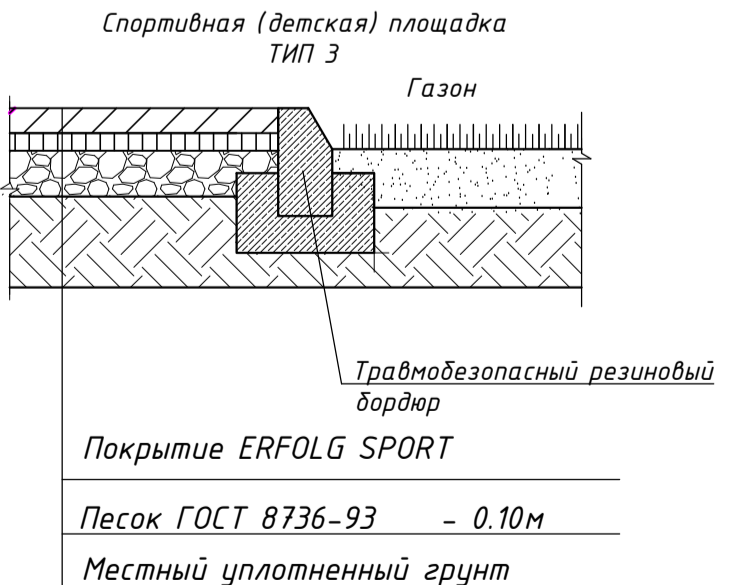 Спортивная (детская) площадка
ТИП 3
Газон
Травмобезопасный резиновый
бордюр
Покрытие ERFOLG SPORT
Песок ГОСТ 8736-93 - 0.10м
Местный уплотненный грунт